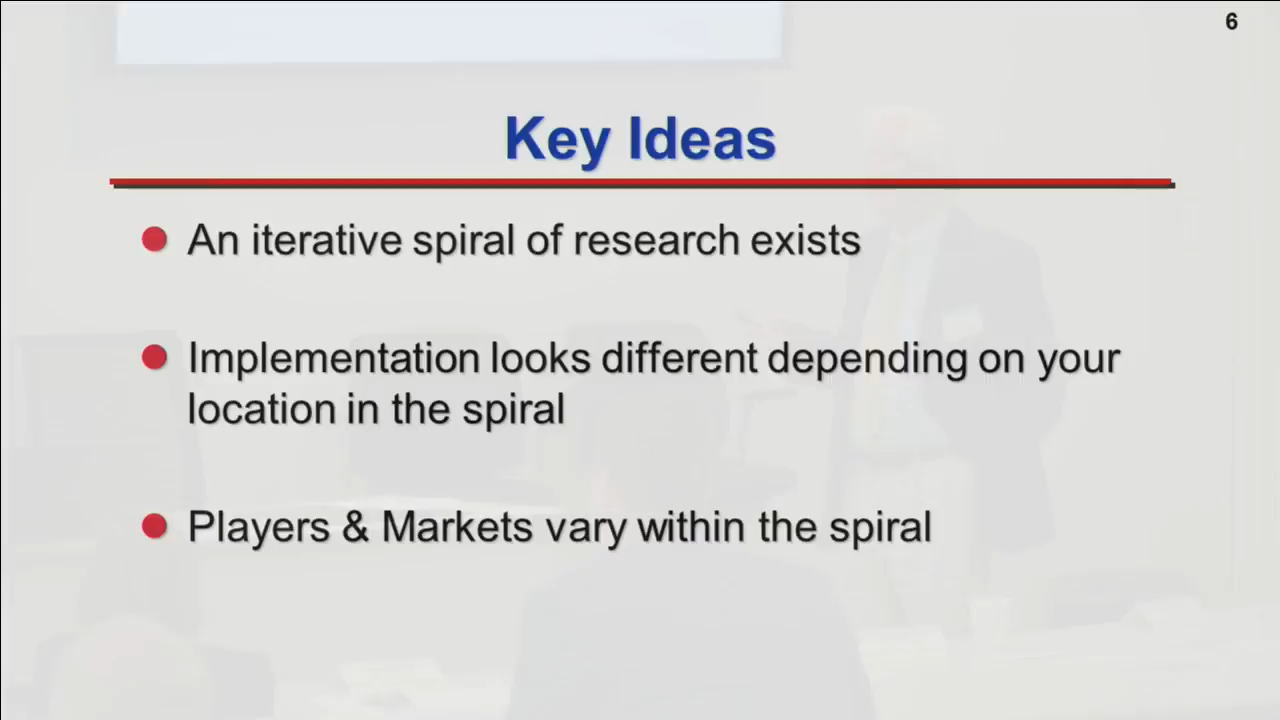 6
Key Ideas
An iterative spiral of research exists
Implementation looks different depending on your
location in the spiral
Players & Markets vary within the spiral